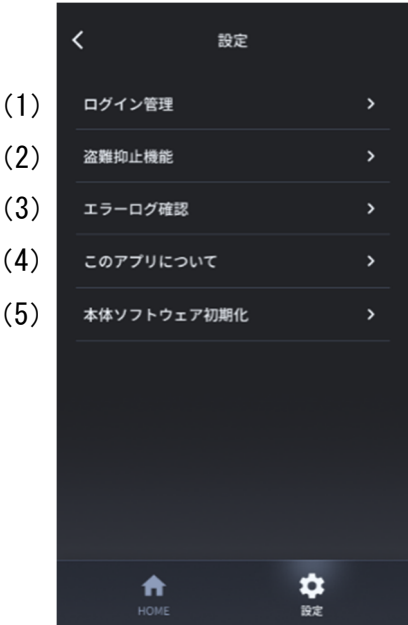 設定
(1) ログイン管理
(2) 盗難抑止機能
(3) エラーログ確認
(4) このアプリについて
(5) 本体ソフトウェア初期化
HOME 設定